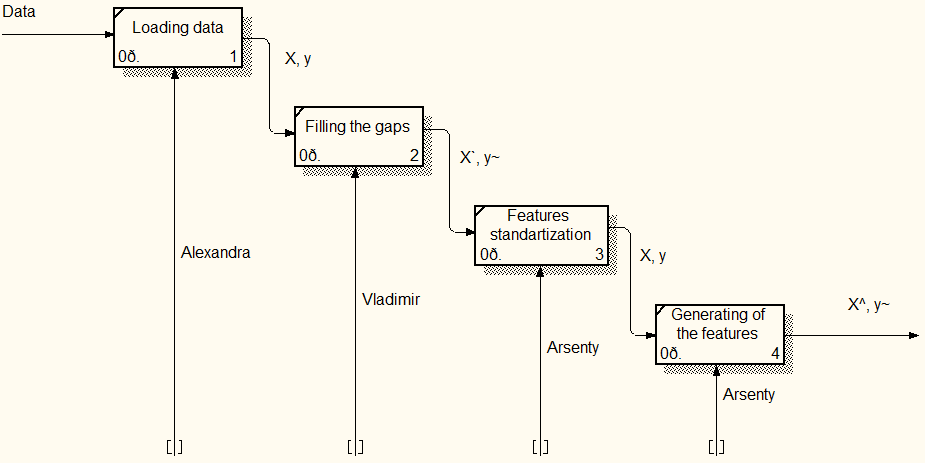 Data
Loading data
0ð. 1
X, y
Filling the gaps
0ð. 2
X`, y~
Features
standartization
0ð. 3
Alexandra
X, y
Vladimir
X^, y~
Generating of
the features
0ð. 4
Arsenty
Arsenty